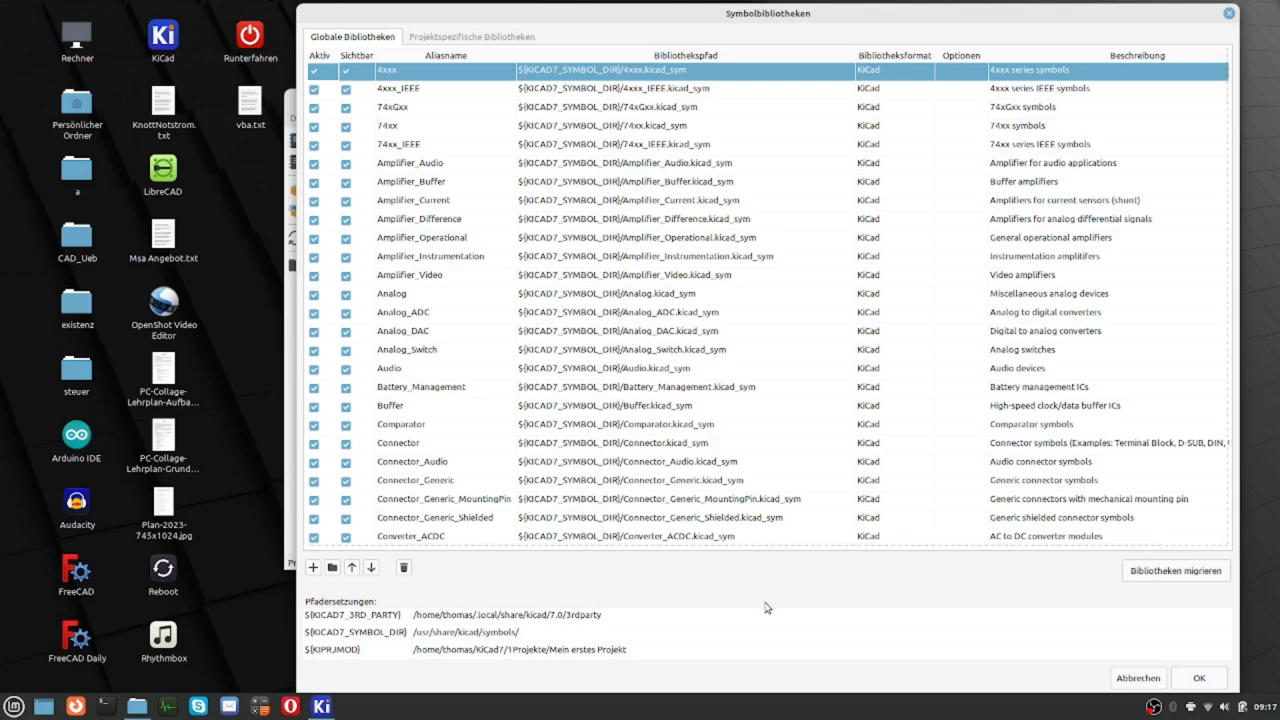 Symbolbibliotheken
Globale Bibliotheken
Projektspezifische Bibliotheken
Aktiv Sichtbar Aliasname Bibliothekspfad Bibliotheksformat Optionen Beschreibung
4xxx ${KICAD7_SYMBOL_DIR}/4xxx.kicad_sym KiCad 4xxx series symbols
4xxx_IEEE ${KICAD7_SYMBOL_DIR}/4xxx_IEEE.kicad_sym KiCad 4xxx series IEEE symbols
74xGxx ${KICAD7_SYMBOL_DIR}/74xGxx.kicad_sym KiCad 74xGxx symbols
74xx ${KICAD7_SYMBOL_DIR}/74xx.kicad_sym KiCad 74xx symbols
74xx_IEEE ${KICAD7_SYMBOL_DIR}/74xx_IEEE.kicad_sym KiCad 74xx series IEEE symbols
Amplifier_Audio ${KICAD7_SYMBOL_DIR}/Amplifier_Audio.kicad_sym KiCad Amplifier for audio applications
Amplifier_Buffer ${KICAD7_SYMBOL_DIR}/Amplifier_Buffer.kicad_sym KiCad Buffer amplifiers
Amplifier_Current ${KICAD7_SYMBOL_DIR}/Amplifier_Current.kicad_sym KiCad Amplifiers for current sensors (shunt)
Amplifier_Difference ${KICAD7_SYMBOL_DIR}/Amplifier_Difference.kicad_sym KiCad Amplifiers for analog differential signals
Amplifier_Operational ${KICAD7_SYMBOL_DIR}/Amplifier_Operational.kicad_sym KiCad General operational amplifiers
Amplifier_Instrumentation ${KICAD7_SYMBOL_DIR}/Amplifier_Instrumentation.kicad_sym KiCad Instrumentation amplitifers
Amplifier_Video ${KICAD7_SYMBOL_DIR}/Amplifier_Video.kicad_sym KiCad Video amplifiers
Analog ${KICAD7_SYMBOL_DIR}/Analog.kicad_sym KiCad Miscellaneous analog devices
Analog_ADC ${KICAD7_SYMBOL_DIR}/Analog_ADC.kicad_sym KiCad Analog to digital converters
Analog_DAC ${KICAD7_SYMBOL_DIR}/Analog_DAC.kicad_sym KiCad Digital to analog converters
Analog_Switch ${KICAD7_SYMBOL_DIR}/Analog_Switch.kicad_sym KiCad Analog switches
Audio ${KICAD7_SYMBOL_DIR}/Audio.kicad_sym KiCad Audio devices
Battery_Management ${KICAD7_SYMBOL_DIR}/Battery_Management.kicad_sym KiCad Battery management ICs
Buffer ${KICAD7_SYMBOL_DIR}/Buffer.kicad_sym KiCad High-speed clock/data buffer ICs
Comparator ${KICAD7_SYMBOL_DIR}/Comparator.kicad_sym KiCad Comparator symbols
Connector ${KICAD7_SYMBOL_DIR}/Connector.kicad_sym KiCad Connector symbols (Examples: Terminal Block, D-SUB, DIN,
Connector_Audio ${KICAD7_SYMBOL_DIR}/Connector_Audio.kicad_sym KiCad Audio connector symbols
Connector_Generic ${KICAD7_SYMBOL_DIR}/Connector_Generic.kicad_sym KiCad Generic connector symbols
Connector_Generic_MountingPin ${KICAD7_SYMBOL_DIR}/Connector_Generic_MountingPin.kicad_sym KiCad Generic connectors with mechanical mounting pin
Connector_Generic_Shielded ${KICAD7_SYMBOL_DIR}/Connector_Generic_Shielded.kicad_sym KiCad Generic shielded connector symbols
Converter_ACDC ${KICAD7_SYMBOL_DIR}/Converter_ACDC.kicad_sym KiCad AC to DC converter modules
Bibliotheken migrieren
Pfadersetzungen:
${KICAD7_3RD_PARTY} /home/thomas/.local/share/kicad/7.0/3rdparty
${KICAD7_SYMBOL_DIR} /usr/share/kicad/symbols/
${KIPRJMOD} /home/thomas/KiCad7/1Projekte/Mein erstes Projekt
Abbrechen
OK
Rechner
Ki
KiCad
Runterfahren
Persönlicher
Ordner
KnottNotstrom.
txt
vba.txt
a
LibreCAD
CAD_Ueb
Msa Angebot.txt
existenz
OpenShot Video
Editor
steuer
PC-Collage-
Lehrplan-Aufba...
Arduino IDE
PC-Collage-
Lehrplan-Grund...
Audacity
Plan-2023-
745x1024.jpg
FreeCAD
Reboot
FreeCAD Daily
Rhythmbox
Ki
09:17